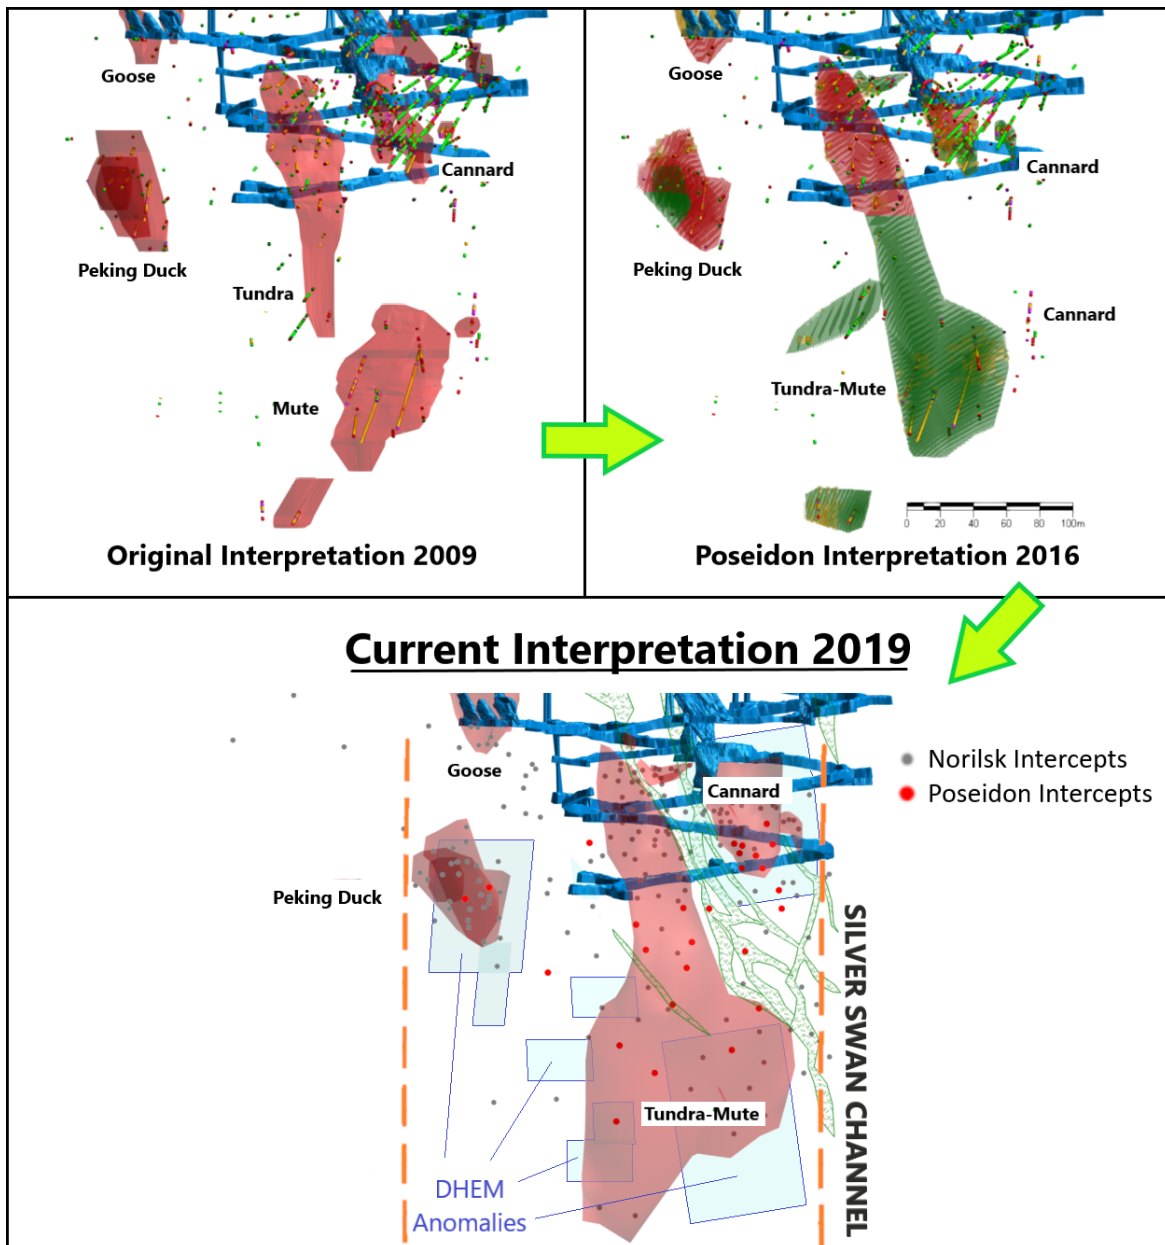 Goose
Cannard
Peking Duck
Tundra
Mute
Original Interpretation 2009
Goose
Cannard
Peking Duck
Cannard
Tundra-Mute
0 20 40 60 80 100m
Poseidon Interpretation 2016
Current Interpretation 2019
Goose
Cannard
Norilsk Intercepts
Poseidon Intercepts
Peking Duck
SILVER SWAN CHANNEL
Tundra-Mute
DHEM
Anomalies